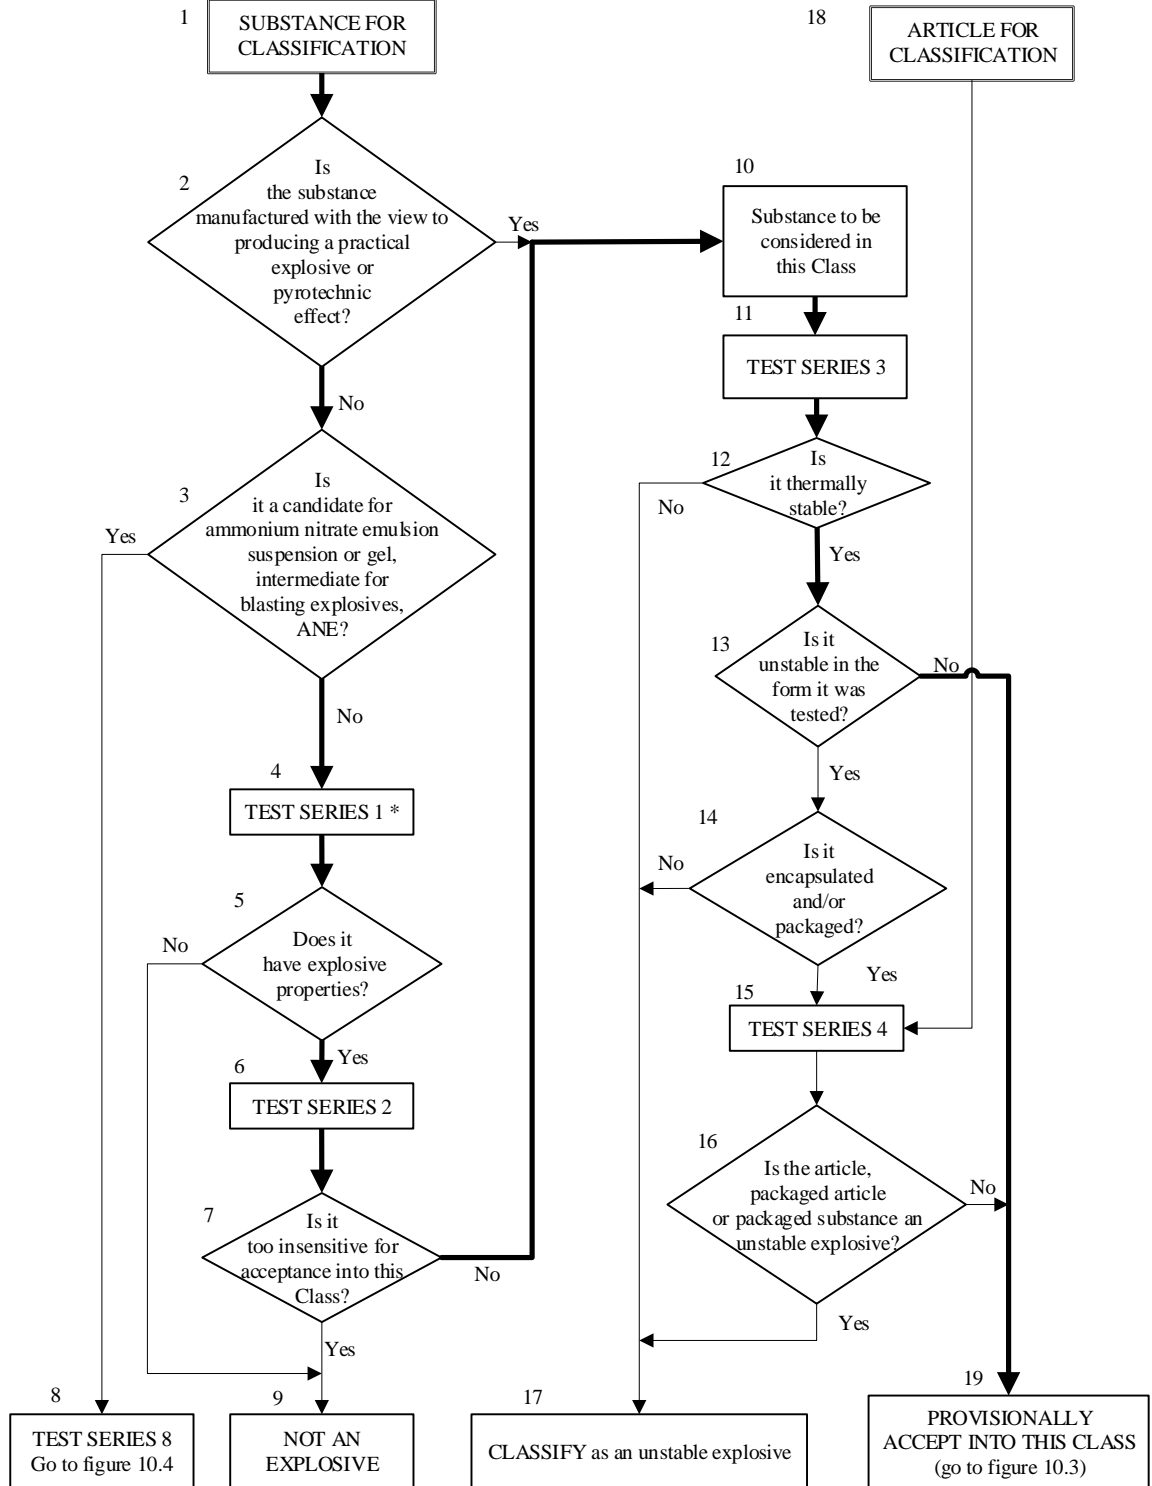 1
SUBSTANCE FOR
CLASSIFICATION
18
ARTICLE FOR
CLASSIFICATION
2
Is
the substance
manufactured with the view to
producing a practical
explosive or
pyrotechnic
effect?
Yes
No
10
Substance to be
considered in
this Class
11
TEST SERIES 3
3
Is
it a candidate for
ammonium nitrate emulsion
suspension or gel,
intermediate for
blasting explosives,
ANE?
Yes
No
12
Is
it thermally
stable?
No
Yes
13
Is it
unstable in the
form it was
tested?
No
Yes
4
TEST SERIES 1 *
14
Is it
encapsulated
and/or
packaged?
No
Yes
5
Does it
have explosive
properties?
No
Yes
15
TEST SERIES 4
6
TEST SERIES 2
16
Is the article,
packaged article
or packaged substance an
unstable explosive?
No
Yes
7
Is it
too insensitive for
acceptance into this
Class?
No
Yes
8
TEST SERIES 8
Go to figure 10.4
9
NOT AN
EXPLOSIVE
17
CLASSIFY as an unstable explosive
19
PROVISIONALLY
ACCEPT INTO THIS CLASS
(go to figure 10.3)